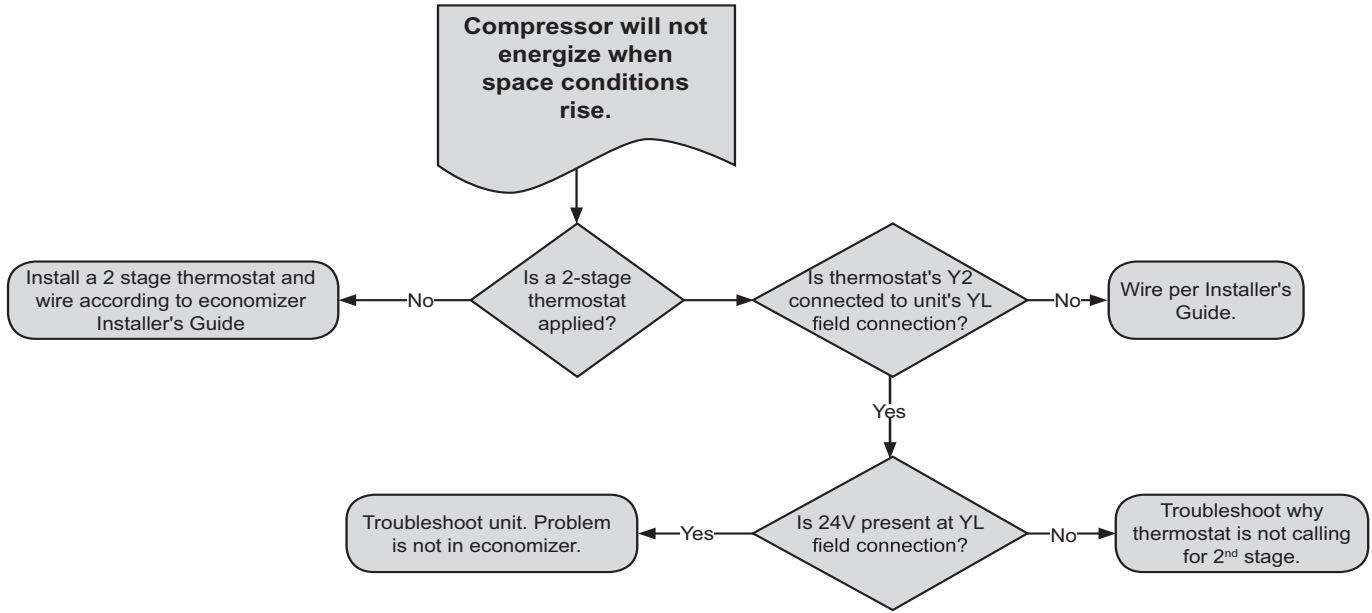 Compressor will not
energize when
space conditions
rise.
Is a 2-stage
thermostat
applied?
No
Install a 2 stage thermostat and
wire according to economizer
Installer's Guide
Is thermostat's Y2
connected to unit's YL
field connection?
No
Wire per Installer's
Guide.
Yes
Is 24V present at YL
field connection?
Yes
Troubleshoot unit. Problem
is not in economizer.
No
Troubleshoot why
thermostat is not calling
for 2nd stage.